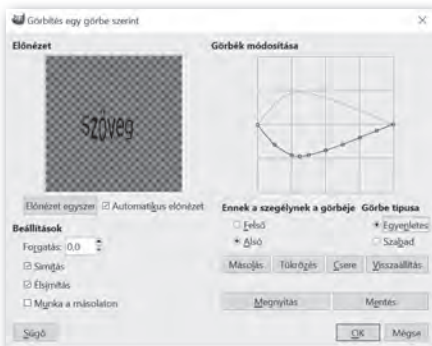 Görbítés egy görbe szerint
Előnézet
Szöveg
Előnézet egyszer
Automatikus előnézet
Beállítások
Forgatás: 0,0
Simítás
Élsimítás
Munka a másolaton
Görbék módosítása
Ennek a szegélynek a görbéje
Felső
Alsó
Görbe típusa
Egyenletes
Szabad
Másolás
Tükrözés
Csere
Visszaállítás
Megnyitás
Mentés
Súgó
OK
Mégse